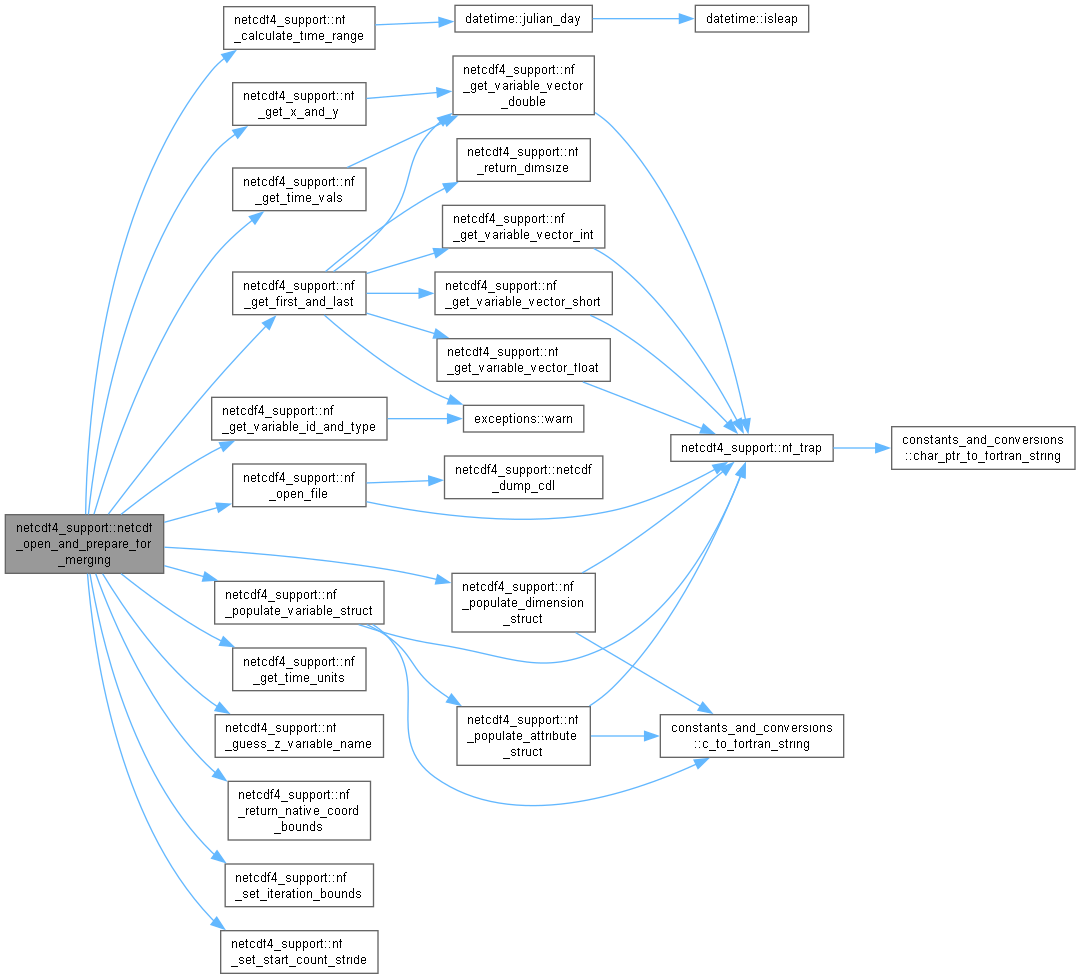 netcdf4_support::netcdf
_open_and_prepare_for
_merging
netcdf4_support::nf
_calculate_time_range
datetime::julian_day
datetime::isleap
netcdf4_support::nf
_get_x_and_y
netcdf4_support::nf
_get_variable_vector
_double
netcdf4_support::nf
_get_time_vals
netcdf4_support::nf
_return_dimsize
netcdf4_support::nf
_get_first_and_last
netcdf4_support::nf
_get_variable_vector_int
netcdf4_support::nf
_get_variable_vector_short
netcdf4_support::nf
_get_variable_vector_float
netcdf4_support::nf
_get_variable_id_and_type
exceptions::warn
netcdf4_support::nf
_open_file
netcdf4_support::netcdf
_dump_cdl
netcdf4_support::nf_trap
constants_and_conversions
::char_ptr_to_fortran_string
netcdf4_support::nf
_populate_variable_struct
netcdf4_support::nf
_populate_dimension
_struct
netcdf4_support::nf
_get_time_units
netcdf4_support::nf
_populate_attribute
_struct
constants_and_conversions
::c_to_fortran_string
netcdf4_support::nf
_guess_z_variable_name
netcdf4_support::nf
_return_native_coord
_bounds
netcdf4_support::nf
_set_iteration_bounds
netcdf4_support::nf
_set_start_count_stride